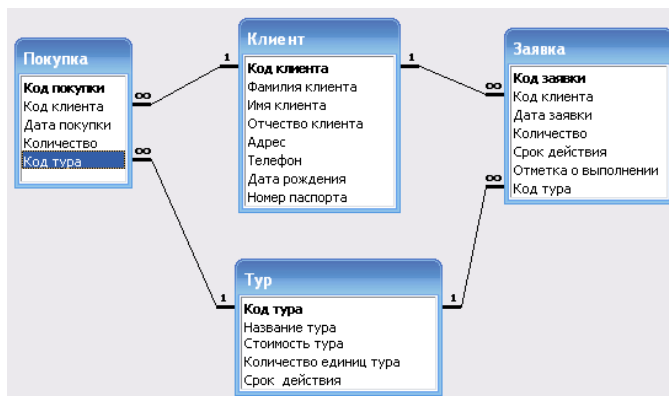 Покупка
Код покупки
Код клиента
Дата покупки
Количество
Код тура
Клиент
Код клиента
Фамилия клиента
Имя клиента
Отчество клиента
Адрес
Телефон
Дата рождения
Номер паспорта
Заявка
Код заявки
Код клиента
Дата заявки
Количество
Срок действия
Отметка о выполнении
Код тура
Тур
Код тура
Название тура
Стоимость тура
Количество единиц тура
Срок действия
1
∞
1
∞
∞
1
∞
1